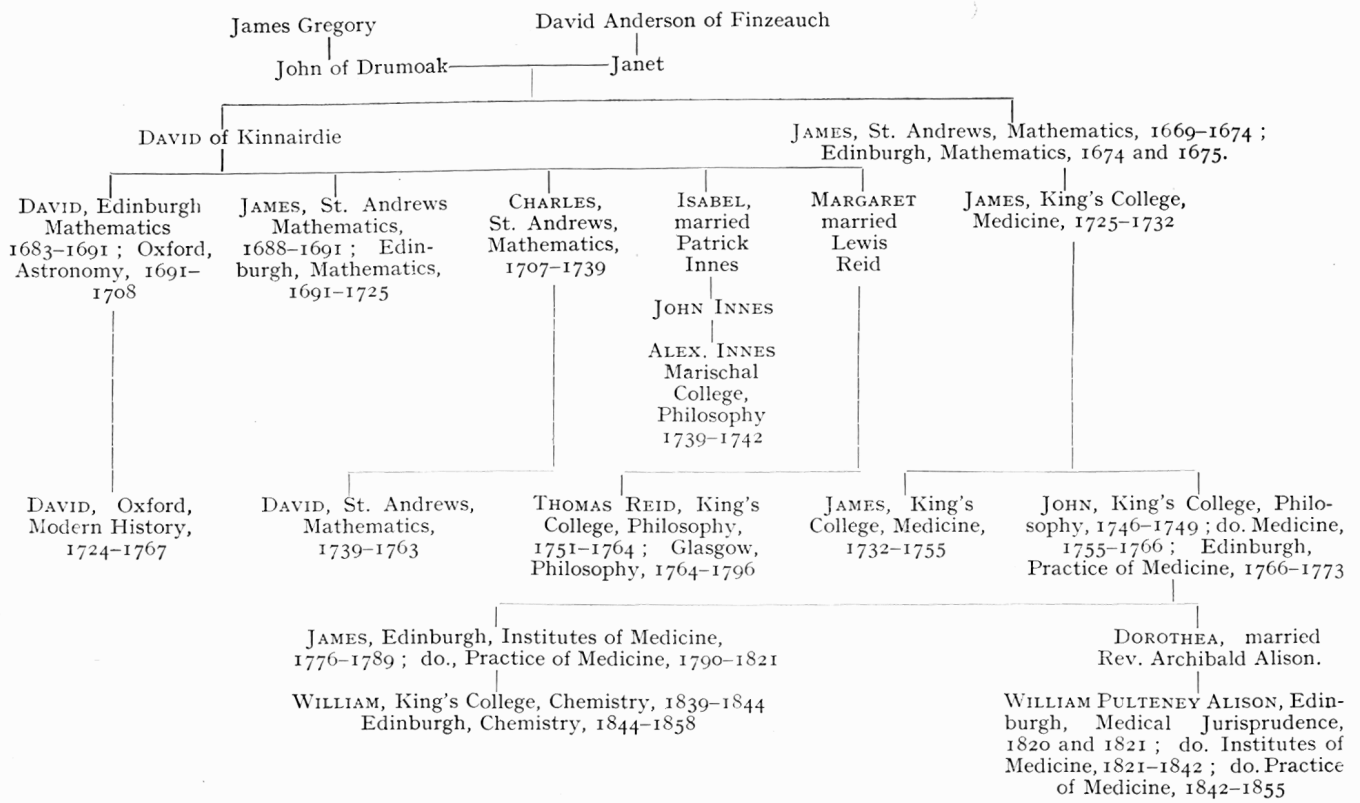 James Gregory
David Anderson of Finzeauch
John of Drumoak
Janet
DAVID of Kinnairdie
JAMES, St. Andrews, Mathematics, 1669–1674 ;
Edinburgh, Mathematics, 1674 and 1675.
DAVID, Edinburgh
Mathematics
1683–1691 ; Oxford,
Astronomy, 1691–
1708
JAMES, St. Andrews
Mathematics,
1688–1691 ; Edin-
burgh, Mathematics,
1691–1725
CHARLES,
St. Andrews,
Mathematics,
1707–1739
ISABEL,
married
Patrick
Innes
MARGARET
married
Lewis
Reid
JAMES, King's College,
Medicine, 1725–1732
JOHN INNES
ALEX. INNES
Marischal
College,
Philosophy
1739–1742
DAVID, Oxford,
Modern History,
1724–1767
DAVID, St. Andrews,
Mathematics,
1739–1763
THOMAS REID, King's
College, Philosophy,
1751–1764 ; Glasgow,
Philosophy, 1764–1796
JAMES, King's
College, Medicine,
1732–1755
JOHN, King's College, Philo-
sophy, 1746–1749 ; do. Medicine,
1755–1766 ; Edinburgh,
Practice of Medicine, 1766–1773
JAMES, Edinburgh, Institutes of Medicine,
1776–1789 ; do., Practice of Medicine, 1790–1821
DOROTHEA, married
Rev. Archibald Alison.
WILLIAM, King's College, Chemistry, 1839–1844
Edinburgh, Chemistry, 1844–1858
WILLIAM PULTENEY ALISON, Edin-
burgh, Medical Jurisprudence,
1820 and 1821 ; do. Institutes of
Medicine, 1821–1842 ; do. Practice
of Medicine, 1842–1855